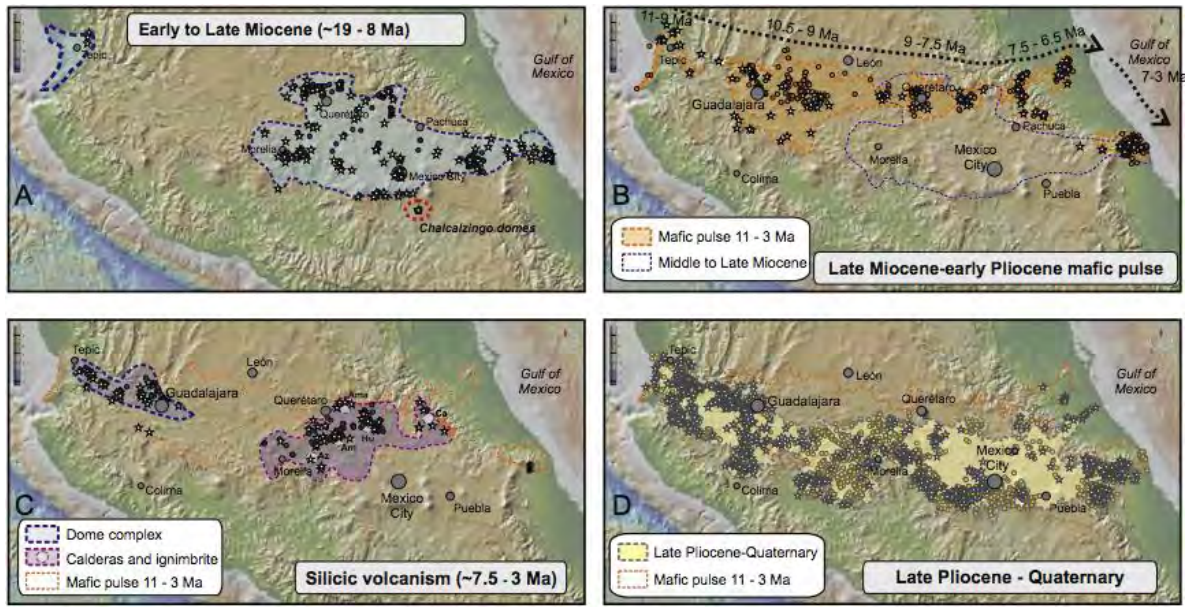 Early to Late Miocene (~19 - 8 Ma)
Tepic
Gulf of
Mexico
Querétaro
Pachuca
Morelia
Mexico City
Chalcalzingo domes
A
11-9 Ma
10.5 - 9 Ma
9 -7.5 Ma
7.5 - 6.5 Ma
7-3 Ma
Gulf of
Mexico
Tepic
León
Guadalajara
Querétaro
Pachuca
Morelia
Mexico
City
Colima
Puebla
B
Mafic pulse 11 - 3 Ma
Middle to Late Miocene
Late Miocene-early Pliocene mafic pulse
Tepic
León
Gulf of
Mexico
Guadalajara
Querétaro
Ama
Ca
Hu
Am
Az
Morelia
Colima
Mexico
City
Puebla
C
Dome complex
Calderas and ignimbrite
Mafic pulse 11 - 3 Ma
Silicic volcanism (~7.5 - 3 Ma)
Tepic
León
Gulf of
Mexico
Guadalajara
Querétaro
Morelia
Mexico
City
Colima
Puebla
D
Late Pliocene-Quaternary
Mafic pulse 11 - 3 Ma
Late Pliocene - Quaternary